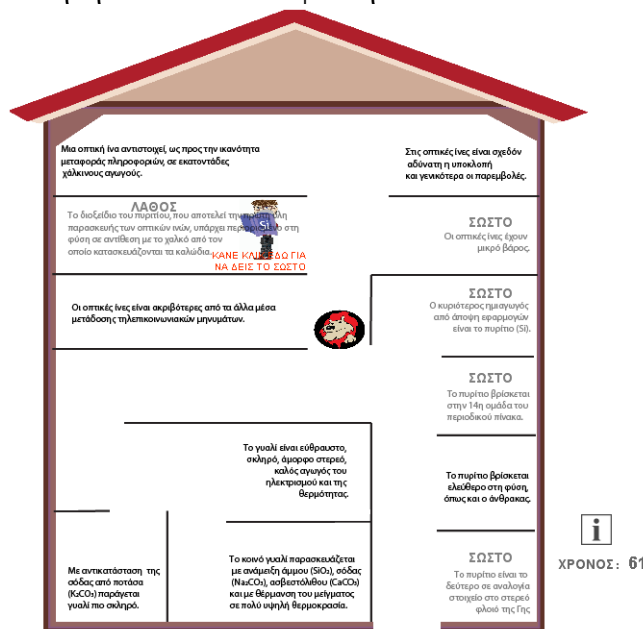 Μια οπτική ίνα αντιστοιχεί, ως προς την ικανότητα
μεταφοράς πληροφοριών, σε εκατοντάδες
χάλκινους αγωγούς.
Στις οπτικές ίνες είναι σχεδόν
αδύνατη η υποκλοπή
και γενικότερα οι παρεμβολές.
ΛΑΘΟΣ
Το διοξείδιο του πυριτίου, που αποτελεί την πρώτη ύλη
παρασκευής των οπτικών ινών, υπάρχει περιορισμένο στη
φύση σε αντίθεση με το χαλκό από τον
οποίο κατασκευάζονται τα καλώδια.
Si
ΚΑΝΕ ΚΛΙΚ ΕΔΩ ΓΙΑ
ΝΑ ΔΕΙΣ ΤΟ ΣΩΣΤΟ
ΣΩΣΤΟ
Οι οπτικές ίνες έχουν
μικρό βάρος.
Οι οπτικές ίνες είναι ακριβότερες από τα άλλα μέσα
μετάδοσης τηλεπικοινωνιακών μηνυμάτων.
ΣΩΣΤΟ
Ο κυριότερος ημιαγωγός
από άποψη εφαρμογών
είναι το πυρίτιο (Si).
ΣΩΣΤΟ
Το πυρίτιο βρίσκεται
στην 14η ομάδα του
περιοδικού πίνακα.
Το γυαλί είναι εύθραυστο,
σκληρό, άμορφο στερεό,
καλός αγωγός του
ηλεκτρισμού και της
θερμότητας.
Το πυρίτιο βρίσκεται
ελεύθερο στη φύση,
όπως και ο άνθρακας.
Με αντικατάσταση της
σόδας από ποτάσα
(K₂CO₃) παράγεται
γυαλί πιο σκληρό.
Το κοινό γυαλί παρασκευάζεται
με ανάμειξη άμμου (SiO₂), σόδας
(Na₂CO₃), ασβεστόλιθου (CaCO₃)
και με θέρμανση του μείγματος
σε πολύ υψηλή θερμοκρασία.
ΣΩΣΤΟ
Το πυρίτιο είναι το
δεύτερο σε αναλογία
στοιχείο στο στερεό
φλοιό της Γης
i
ΧΡΟΝΟΣ: 61